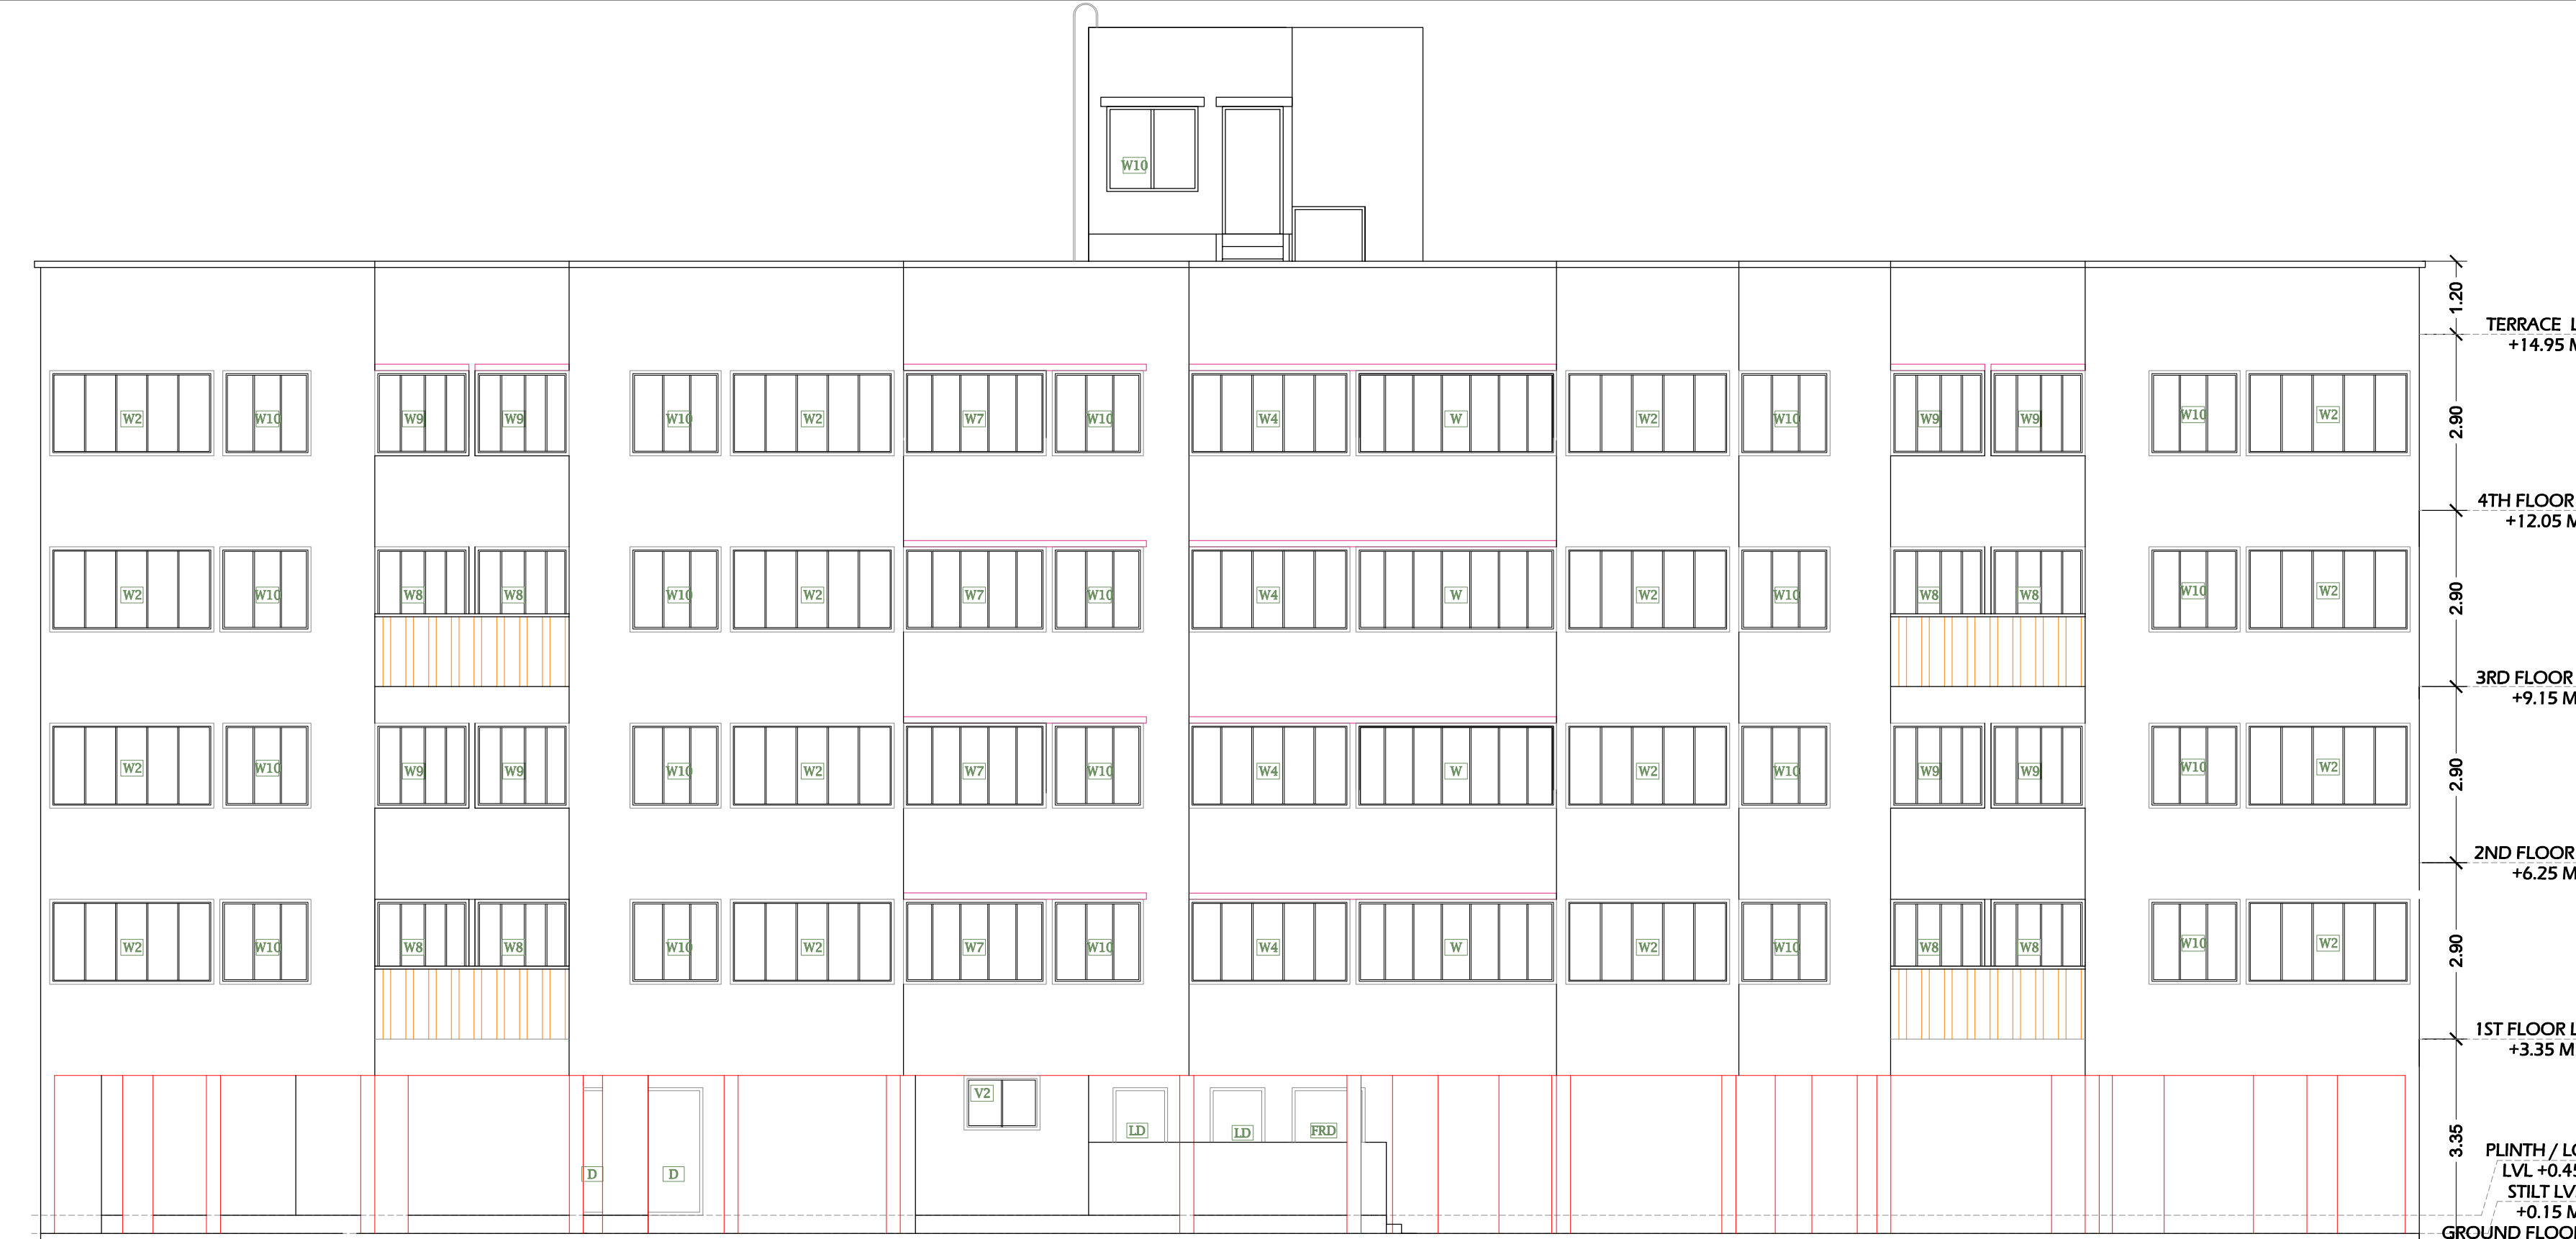 W10
1.20
TERRACE L
+14.95 M
W2 W10 W9 W9 W10 W2 W7 W10 W4 W W2 W10 W9 W9 W10 W2
2.90
4TH FLOOR
+12.05 M
W2 W10 W8 W8 W10 W2 W7 W10 W4 W W2 W10 W8 W8 W10 W2
2.90
3RD FLOOR
+9.15 M
W2 W10 W9 W9 W10 W2 W7 W10 W4 W W2 W10 W9 W9 W10 W2
2.90
2ND FLOOR
+6.25 M
W2 W10 W8 W8 W10 W2 W7 W10 W4 W W2 W10 W8 W8 W10 W2
2.90
1ST FLOOR L
+3.35 M
V2
LD LD FRD
3.35
D D
PLINTH / LO
LVL +0.45
STILT LV
+0.15 M
GROUND FLOO